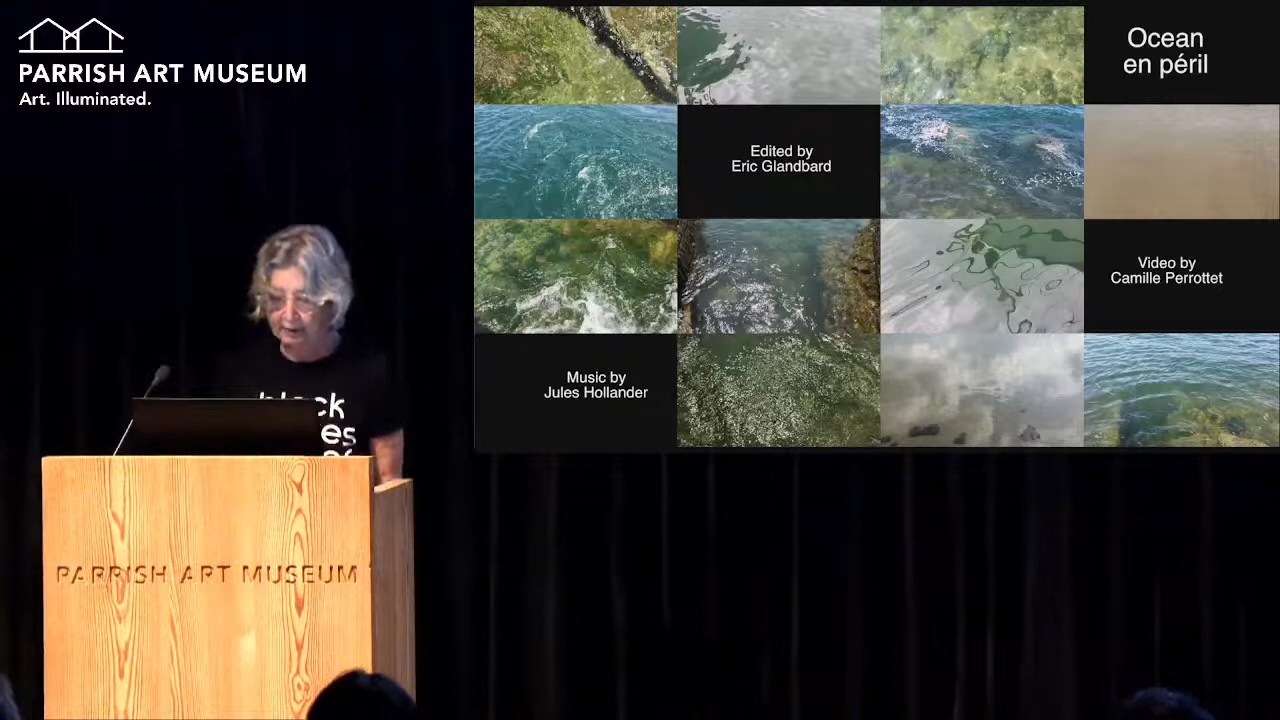 PARRISH ART MUSEUM
Art. Illuminated.
Ocean
en péril
Edited by
Eric Glandbard
Video by
Camille Perrottet
Music by
Jules Hollander
PARRISH ART MUSEUM